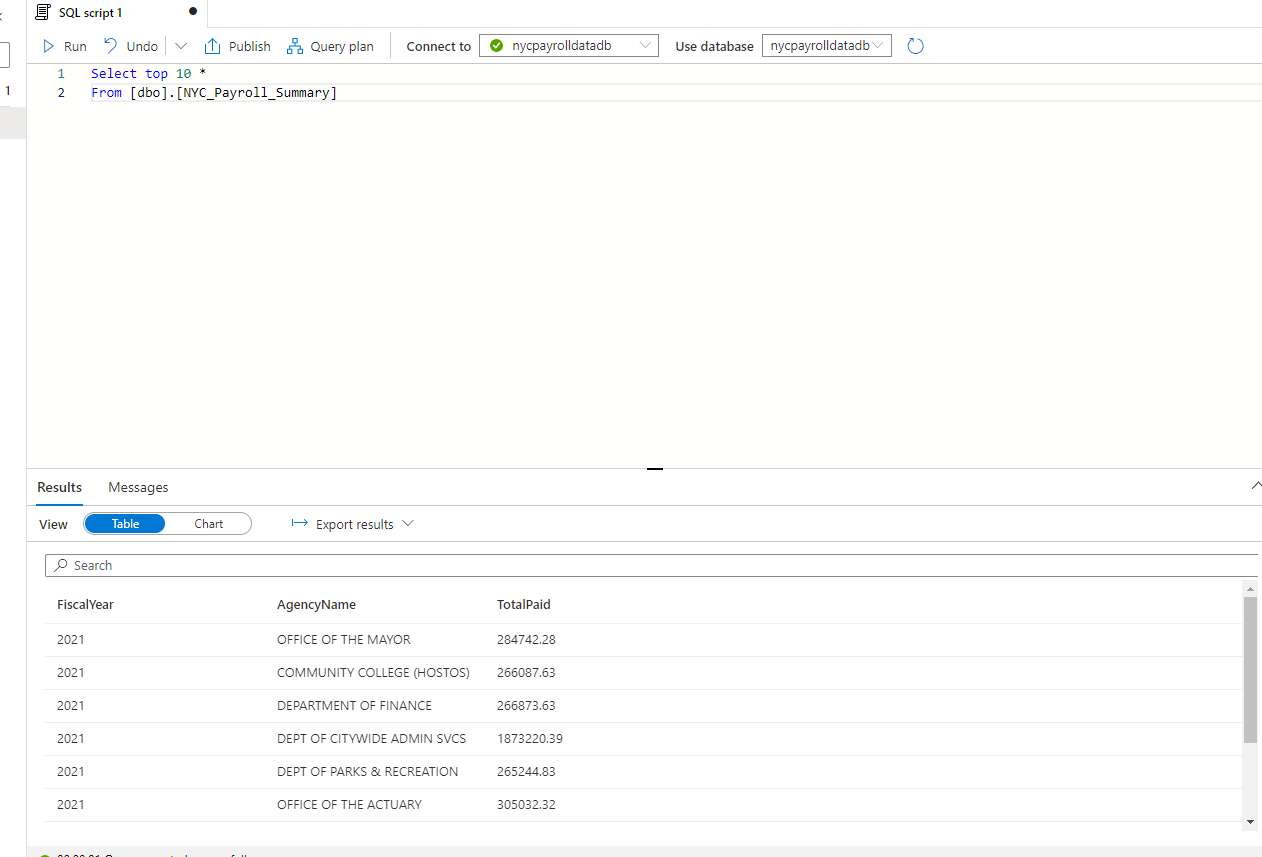 SQL script 1
Run Undo Publish Query plan Connect to nycpayrolldatadb Use database nycpayrolldatadb
1 Select top 10 *
2 From [dbo].[NYC_Payroll_Summary]
1
Results Messages
View Table Chart Export results
Search
FiscalYear AgencyName TotalPaid
2021 OFFICE OF THE MAYOR 284742.28
2021 COMMUNITY COLLEGE (HOSTOS) 266087.63
2021 DEPARTMENT OF FINANCE 266873.63
2021 DEPT OF CITYWIDE ADMIN SVCS 1873220.39
2021 DEPT OF PARKS & RECREATION 265244.83
2021 OFFICE OF THE ACTUARY 305032.32